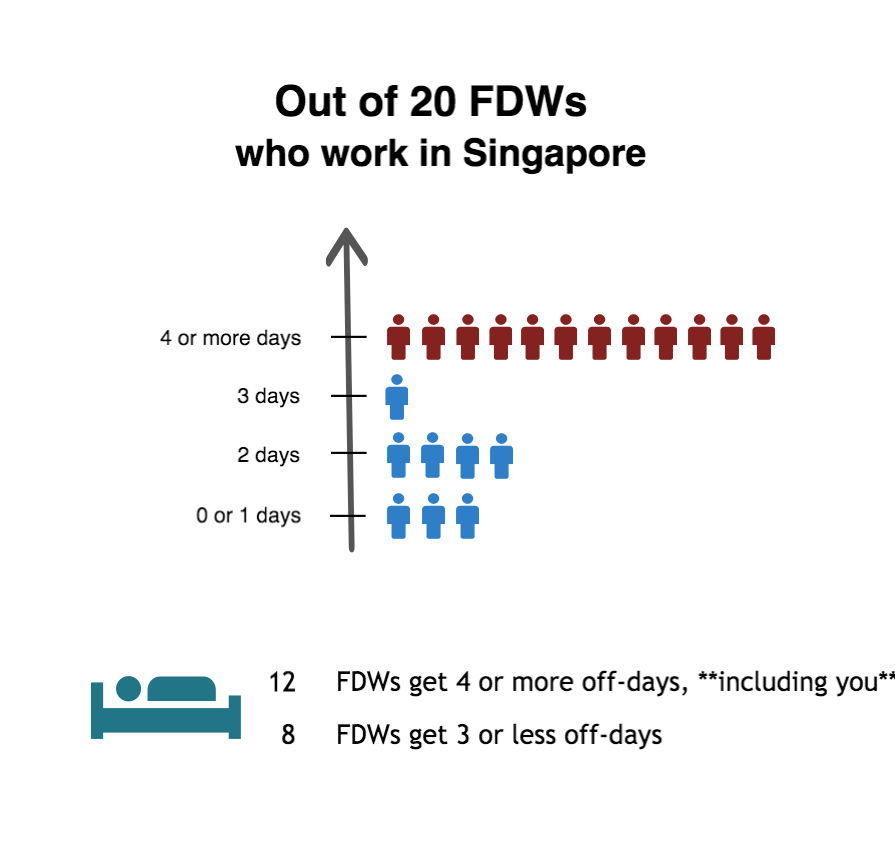 Out of 20 FDWs
who work in Singapore
4 or more days
3 days
2 days
0 or 1 days
12 FDWs get 4 or more off-days, **including you**
8 FDWs get 3 or less off-days